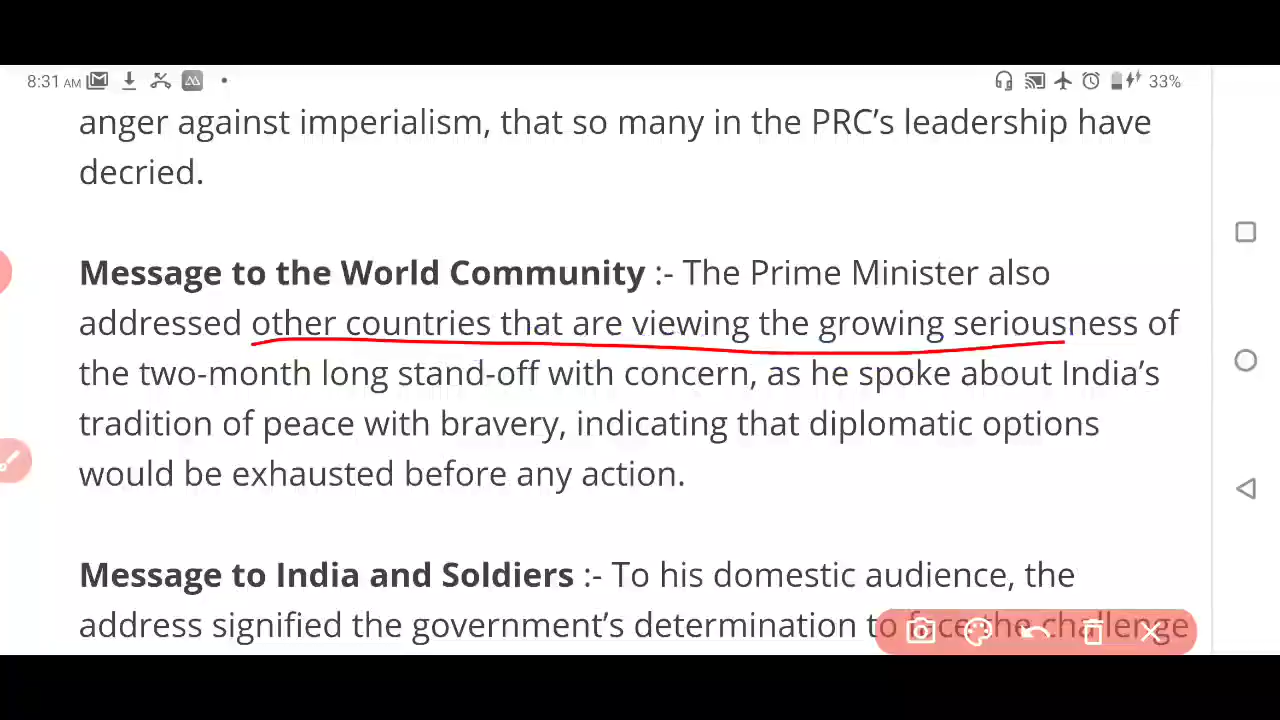 8:31 AM
33%
anger against imperialism, that so many in the PRC’s leadership have
decried.
Message to the World Community :- The Prime Minister also
addressed other countries that are viewing the growing seriousness of
the two-month long stand-off with concern, as he spoke about India’s
tradition of peace with bravery, indicating that diplomatic options
would be exhausted before any action.
Message to India and Soldiers :- To his domestic audience, the
address signified the government’s determination to face the challenge